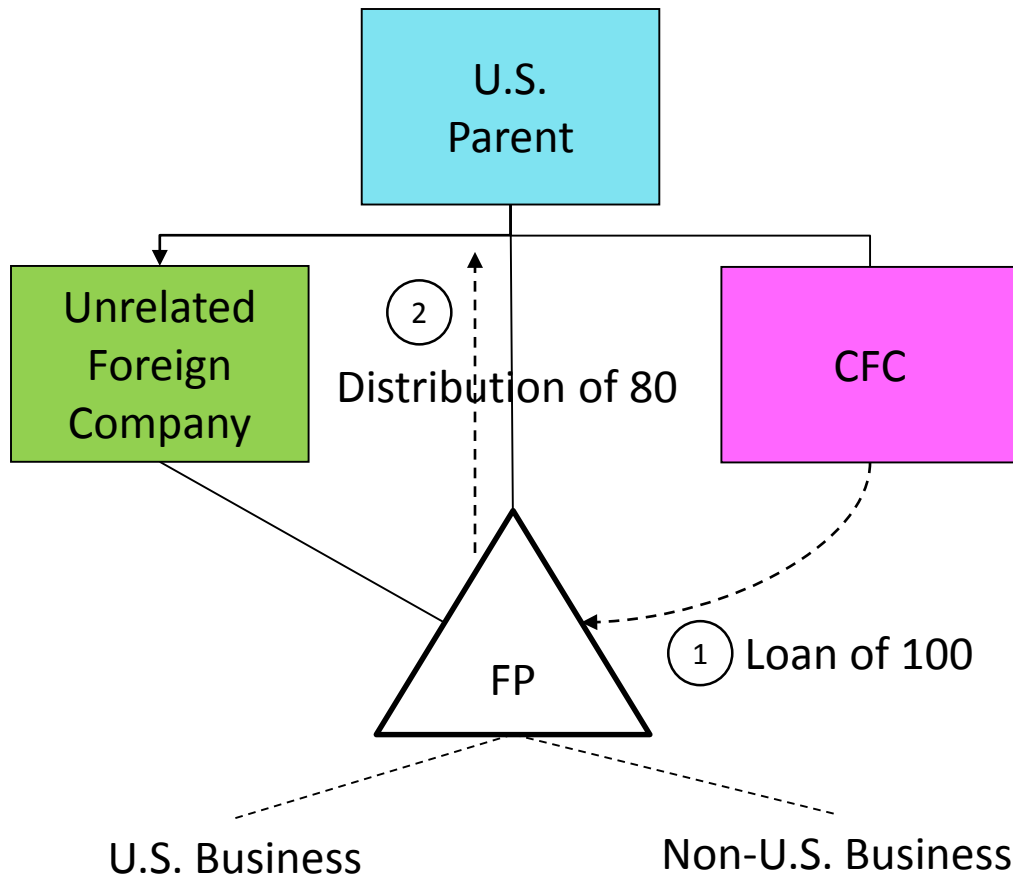 U.S.
Parent
Unrelated
Foreign
Company
2
Distribution of 80
CFC
FP
1
Loan of 100
U.S. Business
Non-U.S. Business